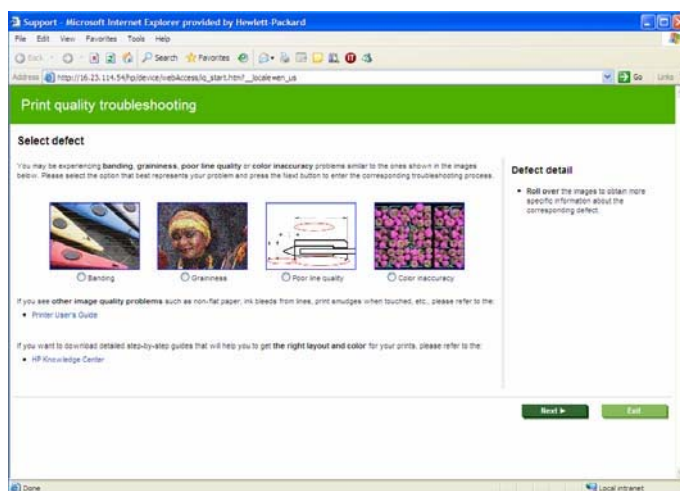 Support - Microsoft Internet Explorer provided by Hewlett-Packard
File Edit View Favorites Tools Help
Back Search Favorites
Address http://16.23.114.54/hp/device/webAccess/iq_start.htm?__locale=en_us Go Links
Print quality troubleshooting
Select defect
You may be experiencing banding, graininess, poor line quality or color inaccuracy problems similar to the ones shown in the images
below. Please select the option that best represents your problem and press the Next button to enter the corresponding troubleshooting process.
Banding Graininess Poor line quality Color inaccuracy
If you see other image quality problems such as non-flat paper, ink bleeds from lines, print smudges when touched, etc., please refer to the:
• Printer User's Guide
If you want to download detailed step-by-step guides that will help you to get the right layout and color for your prints, please refer to the:
• HP Knowledge Center
Defect detail
• Roll over the images to obtain more
specific information about the
corresponding defect.
Next Exit
Done Local intranet